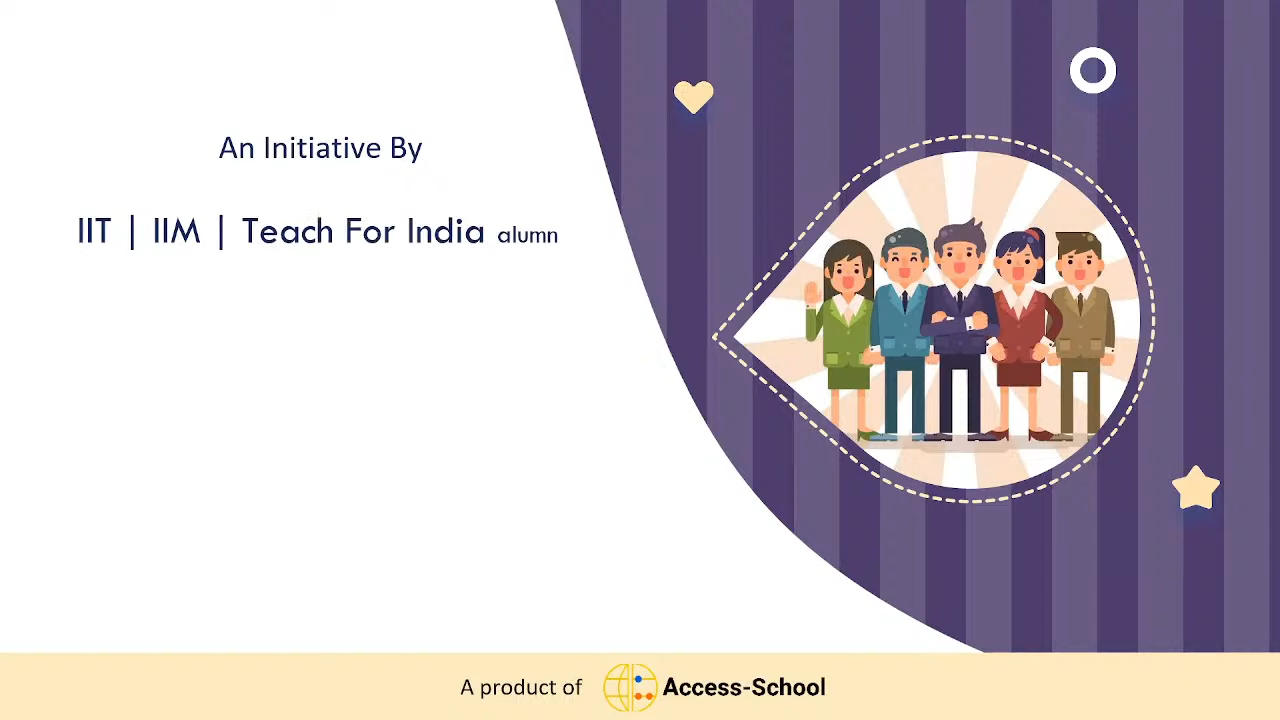 An Initiative By
IIT | IIM | Teach For India alumn
A product of Access-School